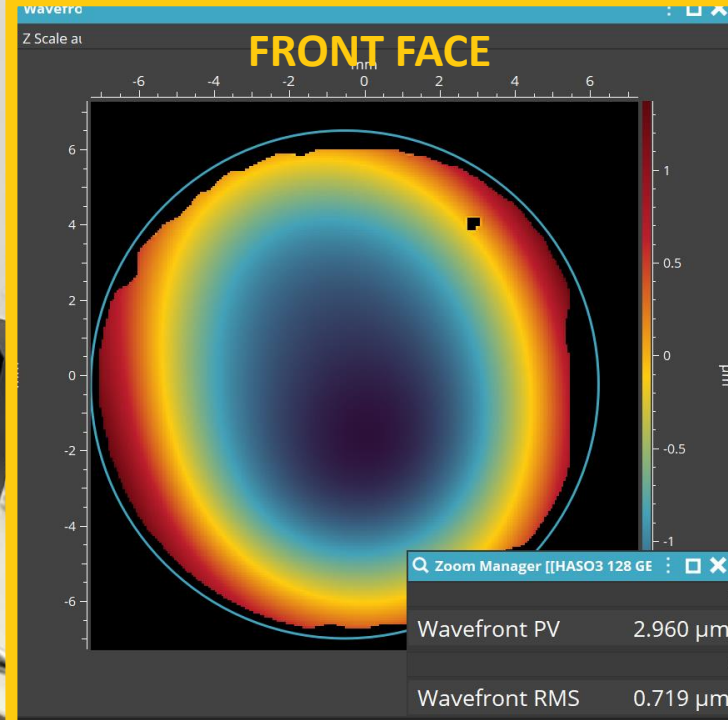 Wavefro
Z Scale au
FRONT FACE
mm
-6 -4 -2 0 2 4 6
6
4
2
0
-2
-4
-6
1
0.5
0
-0.5
-1
Zoom Manager [[HASO3 128 GE
Wavefront PV 2.960 µm
Wavefront RMS 0.719 µm